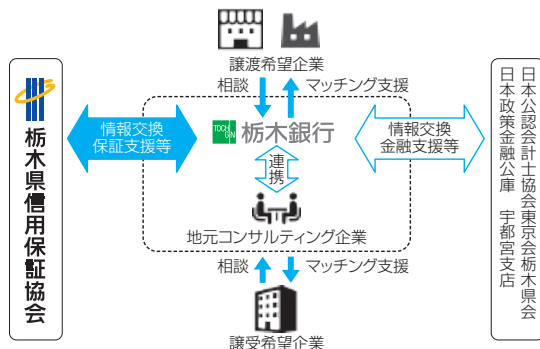 譲渡希望企業
相談
マッチング支援
栃木県信用保証協会
情報交換
保証支援等
TOCHI
GIN
栃木銀行
情報交換
金融支援等
連携
地元コンサルティング企業
日本公認会計士協会東京会栃木県会
日本政策金融公庫　宇都宮支店
相談
マッチング支援
譲受希望企業